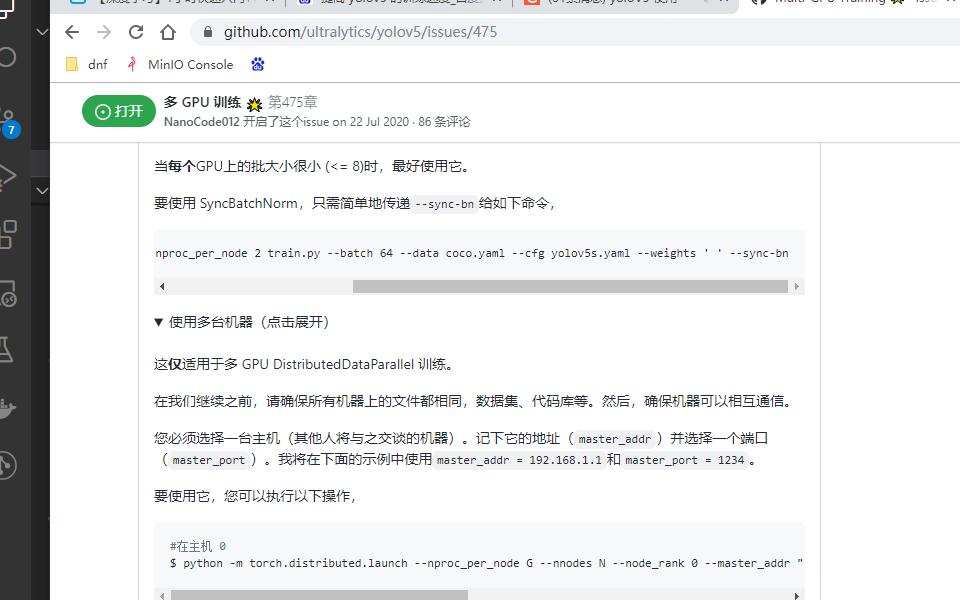 github.com/ultralytics/yolov5/issues/475
dnf
MinIO Console
打开
多 GPU 训练 第475章
NanoCode012 开启了这个issue on 22 Jul 2020 · 86 条评论
7
当每个GPU上的批大小很小 (<= 8)时，最好使用它。
要使用 SyncBatchNorm，只需简单地传递 --sync-bn 给如下命令，
nproc_per_node 2 train.py --batch 64 --data coco.yaml --cfg yolov5s.yaml --weights ' ' --sync-bn
▼ 使用多台机器（点击展开）
这仅适用于多 GPU DistributedDataParallel 训练。
在我们继续之前，请确保所有机器上的文件都相同，数据集、代码库等。然后，确保机器可以相互通信。
您必须选择一台主机（其他人将与之交谈的机器）。记下它的地址（ master_addr ）并选择一个端口
（ master_port ）。我将在下面的示例中使用 master_addr = 192.168.1.1 和 master_port = 1234 。
要使用它，您可以执行以下操作，
#在主机 0
$ python -m torch.distributed.launch --nproc_per_node G --nnodes N --node_rank 0 --master_addr "